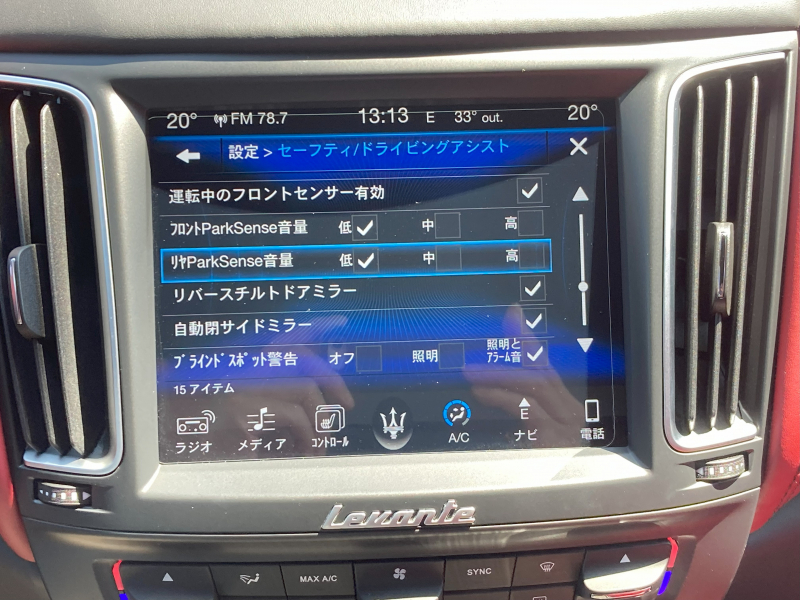 20° FM 78.7 13:13 E 33° out. 20°
設定 > セーフティ/ドライビングアシスト
運転中のフロントセンサー有効
ﾌﾛﾝﾄParkSense音量 低 中 高
ﾘﾔParkSense音量 低 中 高
リバースチルトドアミラー
自動閉サイドミラー
ﾌﾞﾗｲﾝﾄﾞｽﾎﾟｯﾄ警告 オフ 照明 照明と
ｱﾗｰﾑ音
15 アイテム
ラジオ メディア ｺﾝﾄﾛｰﾙ A/C E ナビ 電話
Levante
MAX A/C SYNC